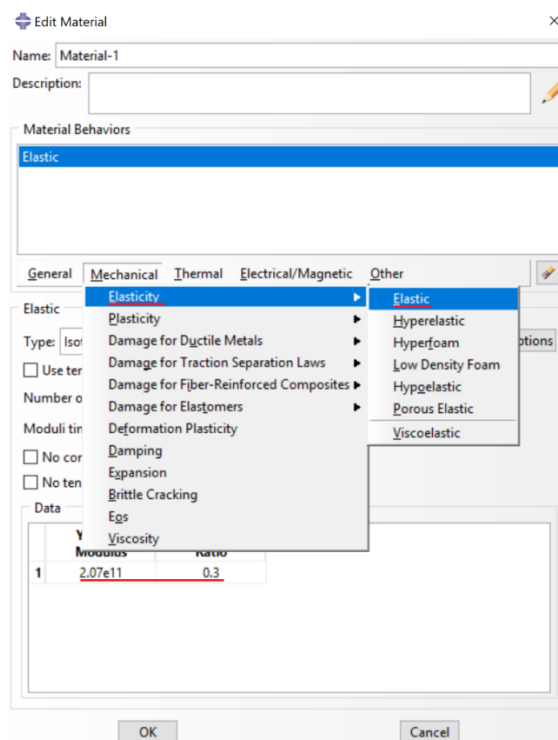 Edit Material
Name: Material-1
Description:
Material Behaviors
Elastic
General Mechanical Thermal Electrical/Magnetic Other
Elasticity
Elastic
Plasticity
Hyperelastic
Damage for Ductile Metals
Hyperfoam
Damage for Traction Separation Laws
Low Density Foam
Damage for Fiber-Reinforced Composites
Hypoelastic
Damage for Elastomers
Porous Elastic
Deformation Plasticity
Viscoelastic
Damping
Expansion
Brittle Cracking
Eos
Viscosity
Elastic
Type: Iso
ptions
Use ter
Number o
Moduli tin
No cor
No ten
Data
Y
Modulus Ratio
1 2.07e11 0.3
OK Cancel